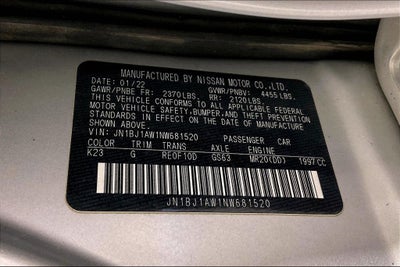 MANUFACTURED BY NISSAN MOTOR CO.,LTD.
DATE: 01/22
GAWR/PNBE FR: 2370LBS. GVWR/PNBV: 4455LBS.
RR: 2120LBS.
THIS VEHICLE CONFORMS TO ALL APPLICABLE FEDERAL
MOTOR VEHICLE SAFETY, BUMPER, AND THEFT PREVENTION
STANDARDS IN EFFECT ON THE DATE OF MANUFACTURE
SHOWN ABOVE.
VIN: JN1BJ1AW1NW681520 PASSENGER CAR
COLOR TRIM TRANS AXLE ENGINE
K23 G RE0F10D GS63 MR20(DD) 1997CC
JN1BJ1AW1NW681520